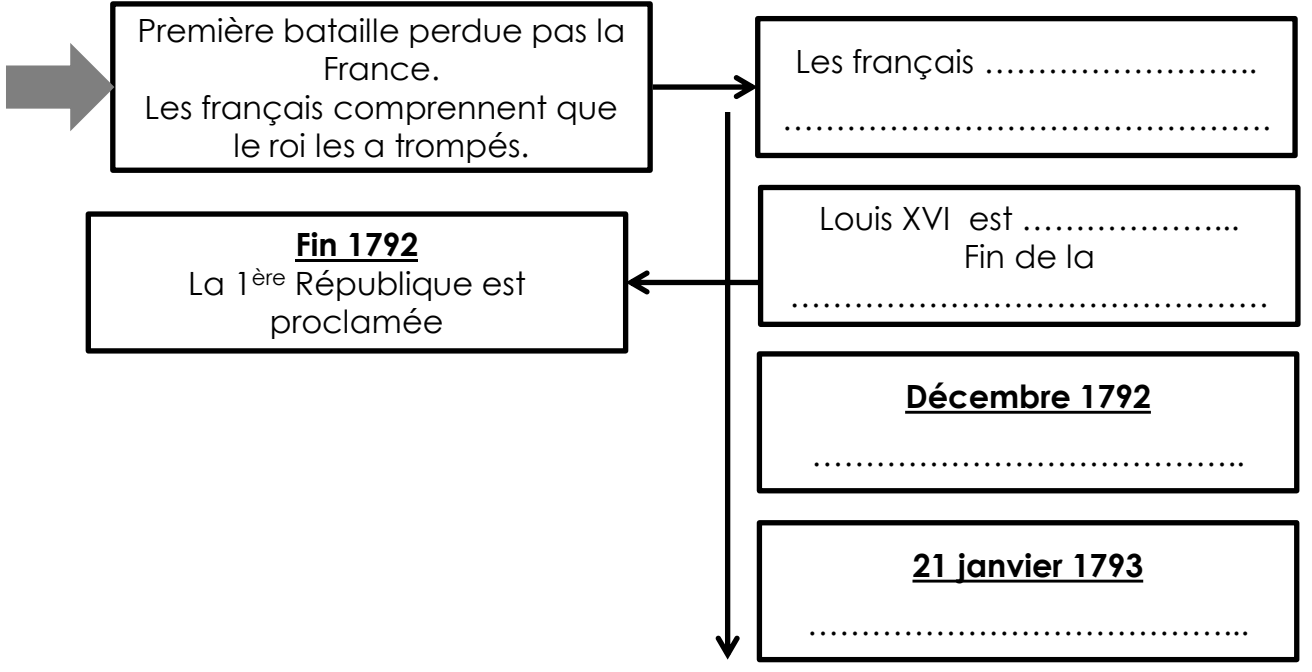 Première bataille perdue pas la
France.
Les français comprennent que
le roi les a trompés.
Les français ……………………..
……………………………………….
Louis XVI est …………………...
Fin de la
………………………………………
Fin 1792
La 1ère République est
proclamée
Décembre 1792
…………………………………..
21 janvier 1793
…………………………………...